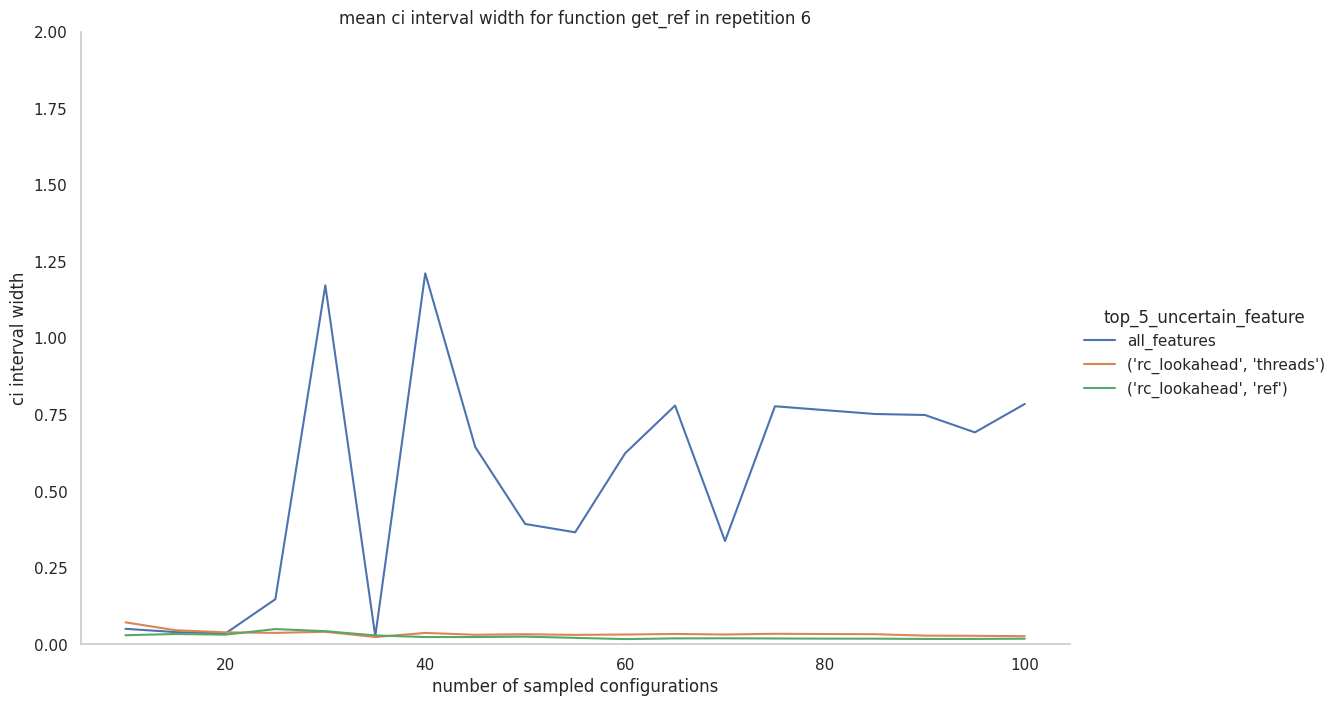 mean ci interval width for function get_ref in repetition 6
2.00
1.75
1.50
1.25
1.00
0.75
0.50
0.25
0.00
ci interval width
20
40
60
80
100
number of sampled configurations
top_5_uncertain_feature
all_features
('rc_lookahead', 'threads')
('rc_lookahead', 'ref')